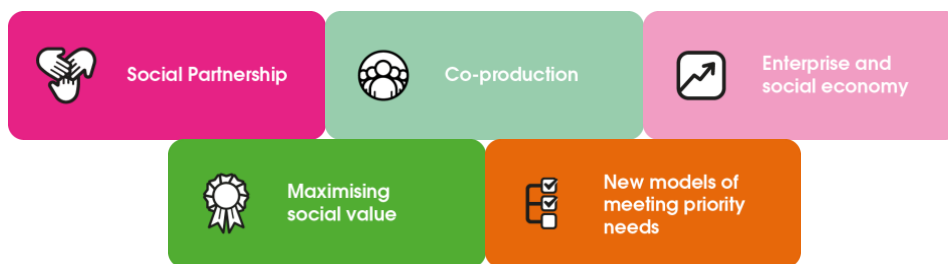 Social Partnership
Co-production
Enterprise and
social economy
Maximising
social value
New models of
meeting priority
needs